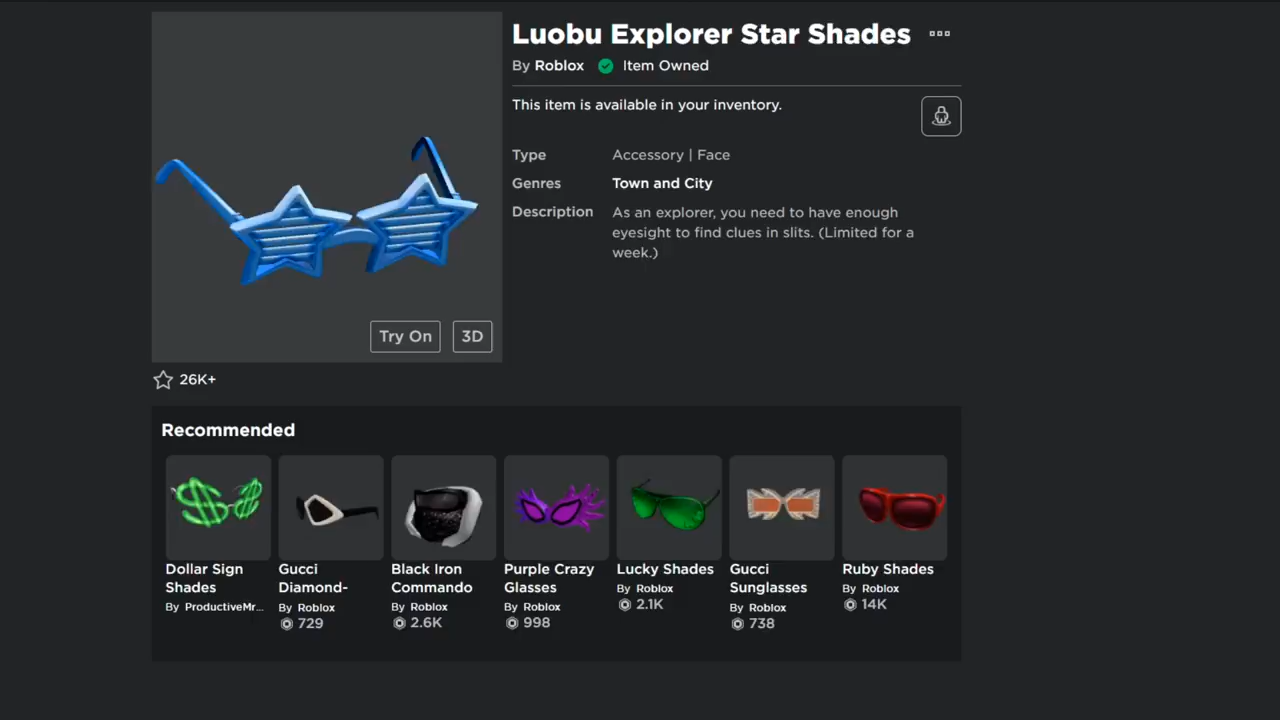 Luobu Explorer Star Shades
By Roblox Item Owned
This item is available in your inventory.
Type Accessory | Face
Genres Town and City
Description As an explorer, you need to have enough
eyesight to find clues in slits. (Limited for a
week.)
Try On 3D
26K+
Recommended
Dollar Sign
Shades
By ProductiveMr...
Gucci
Diamond-
By Roblox
729
Black Iron
Commando
By Roblox
2.6K
Purple Crazy
Glasses
By Roblox
998
Lucky Shades
By Roblox
2.1K
Gucci
Sunglasses
By Roblox
738
Ruby Shades
By Roblox
14K